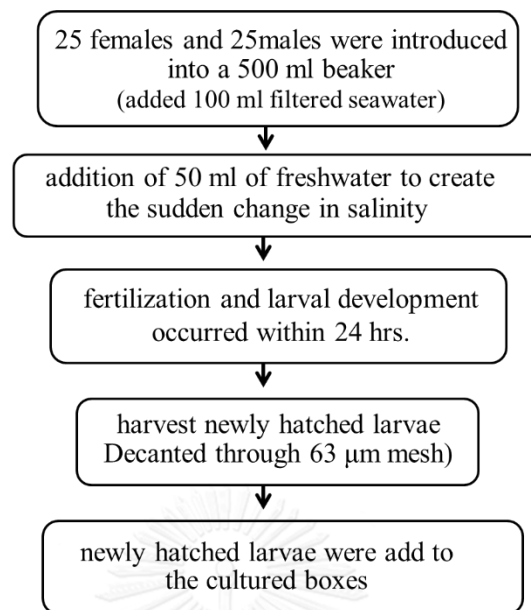 25 females and 25males were introduced
into a 500 ml beaker
(added 100 ml filtered seawater)
addition of 50 ml of freshwater to create
the sudden change in salinity
fertilization and larval development
occurred within 24 hrs.
harvest newly hatched larvae
Decanted through 63 μm mesh)
newly hatched larvae were add to
the cultured boxes